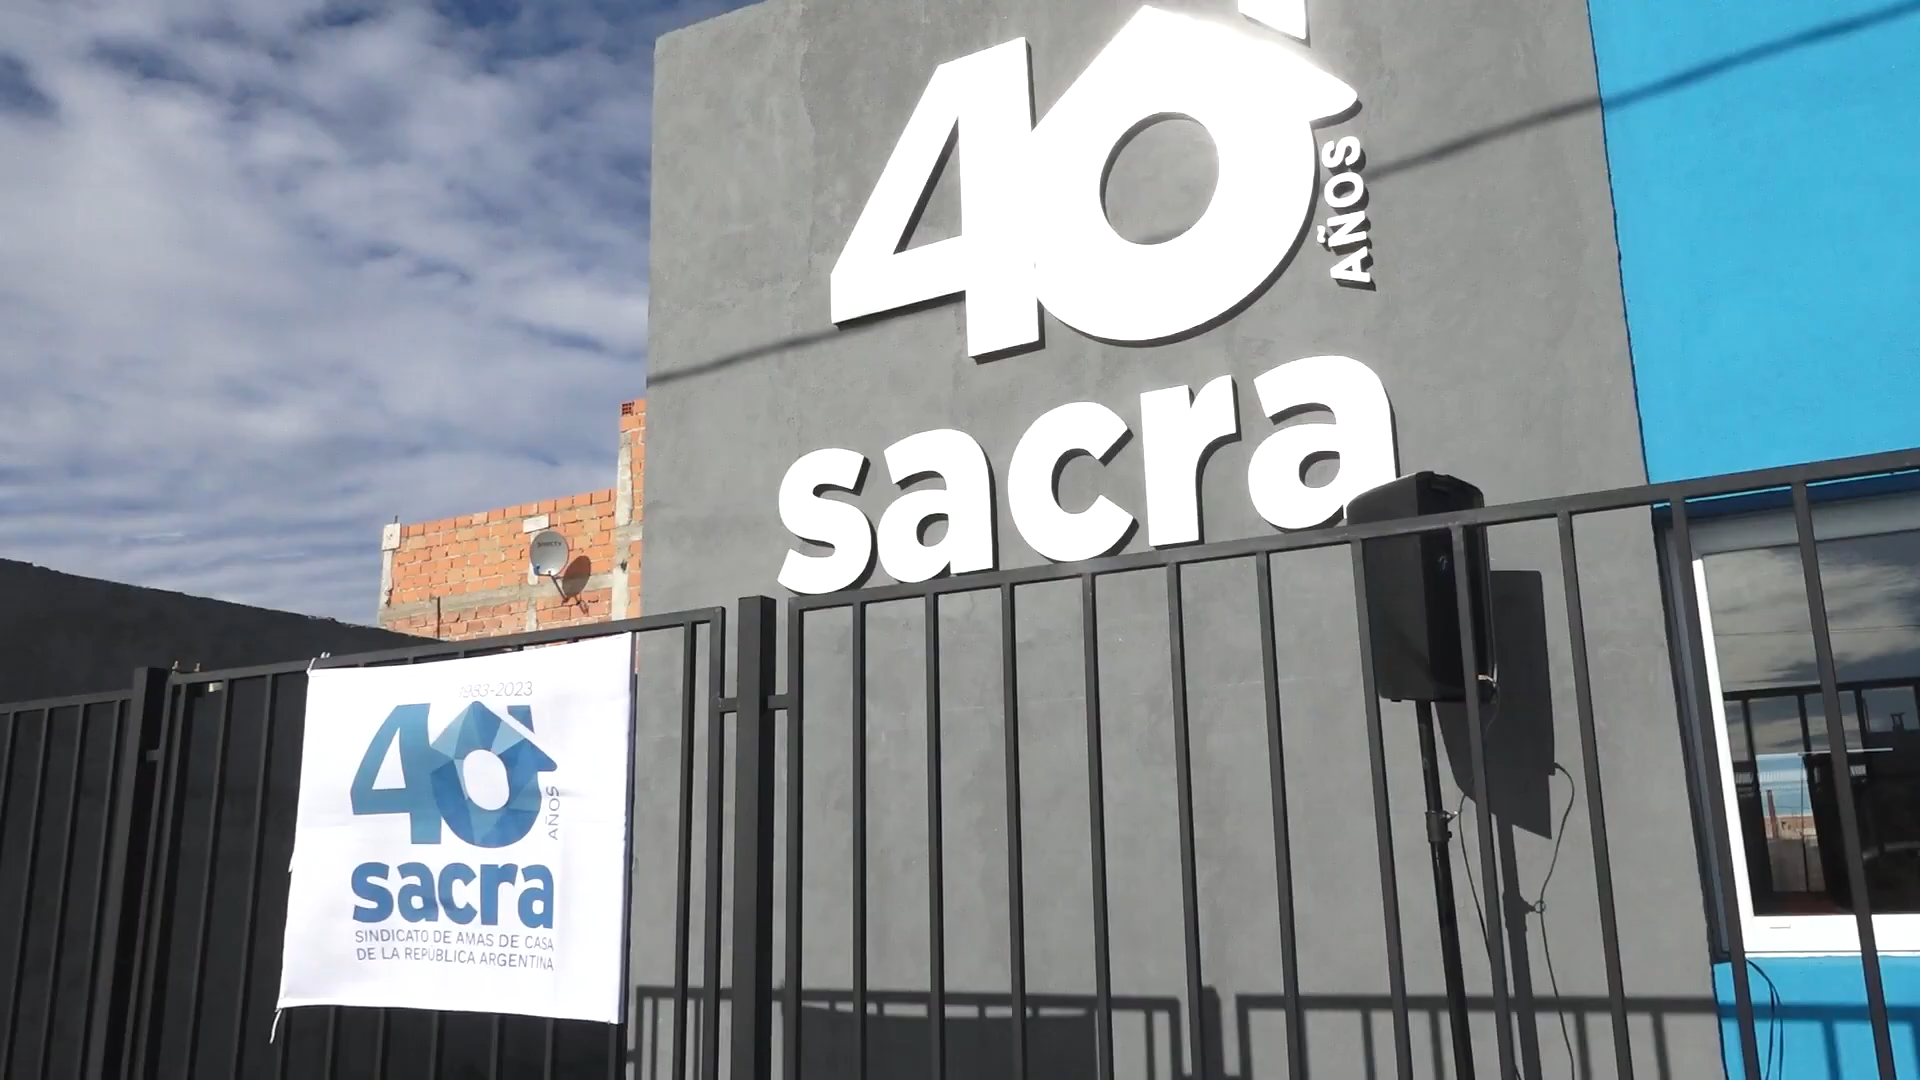 40
AÑOS
sacra
1983-2023
40
AÑOS
sacra
SINDICATO DE AMAS DE CASA
DE LA REPÚBLICA ARGENTINA